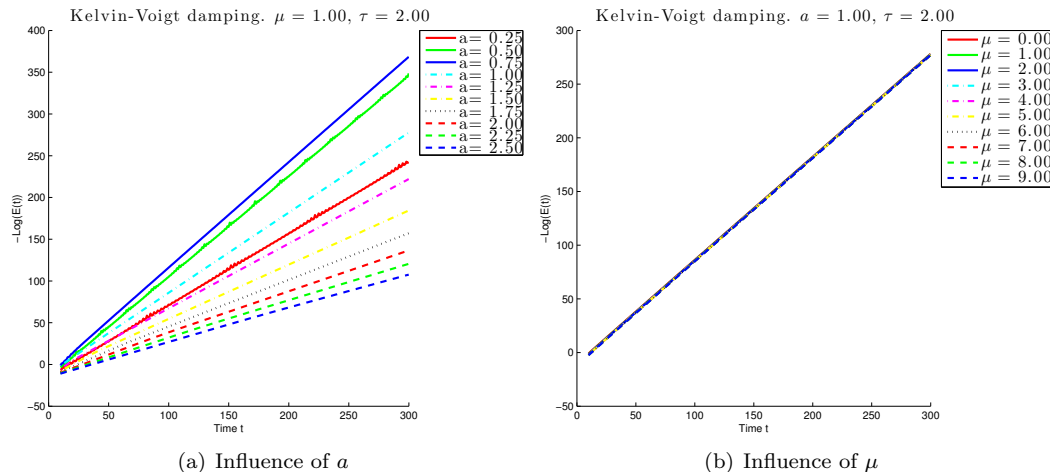 Kelvin-Voigt damping. μ = 1.00, τ = 2.00
400
350
300
250
200
150
100
50
0
−50
0 50 100 150 200 250 300
Time t
−Log(E(t))
a= 0.25
a= 0.50
a= 0.75
a= 1.00
a= 1.25
a= 1.50
a= 1.75
a= 2.00
a= 2.25
a= 2.50
(a) Influence of a
Kelvin-Voigt damping. a = 1.00, τ = 2.00
300
250
200
150
100
50
0
−50
0 50 100 150 200 250 300
Time t
−Log(E(t))
μ = 0.00
μ = 1.00
μ = 2.00
μ = 3.00
μ = 4.00
μ = 5.00
μ = 6.00
μ = 7.00
μ = 8.00
μ = 9.00
(b) Influence of μ